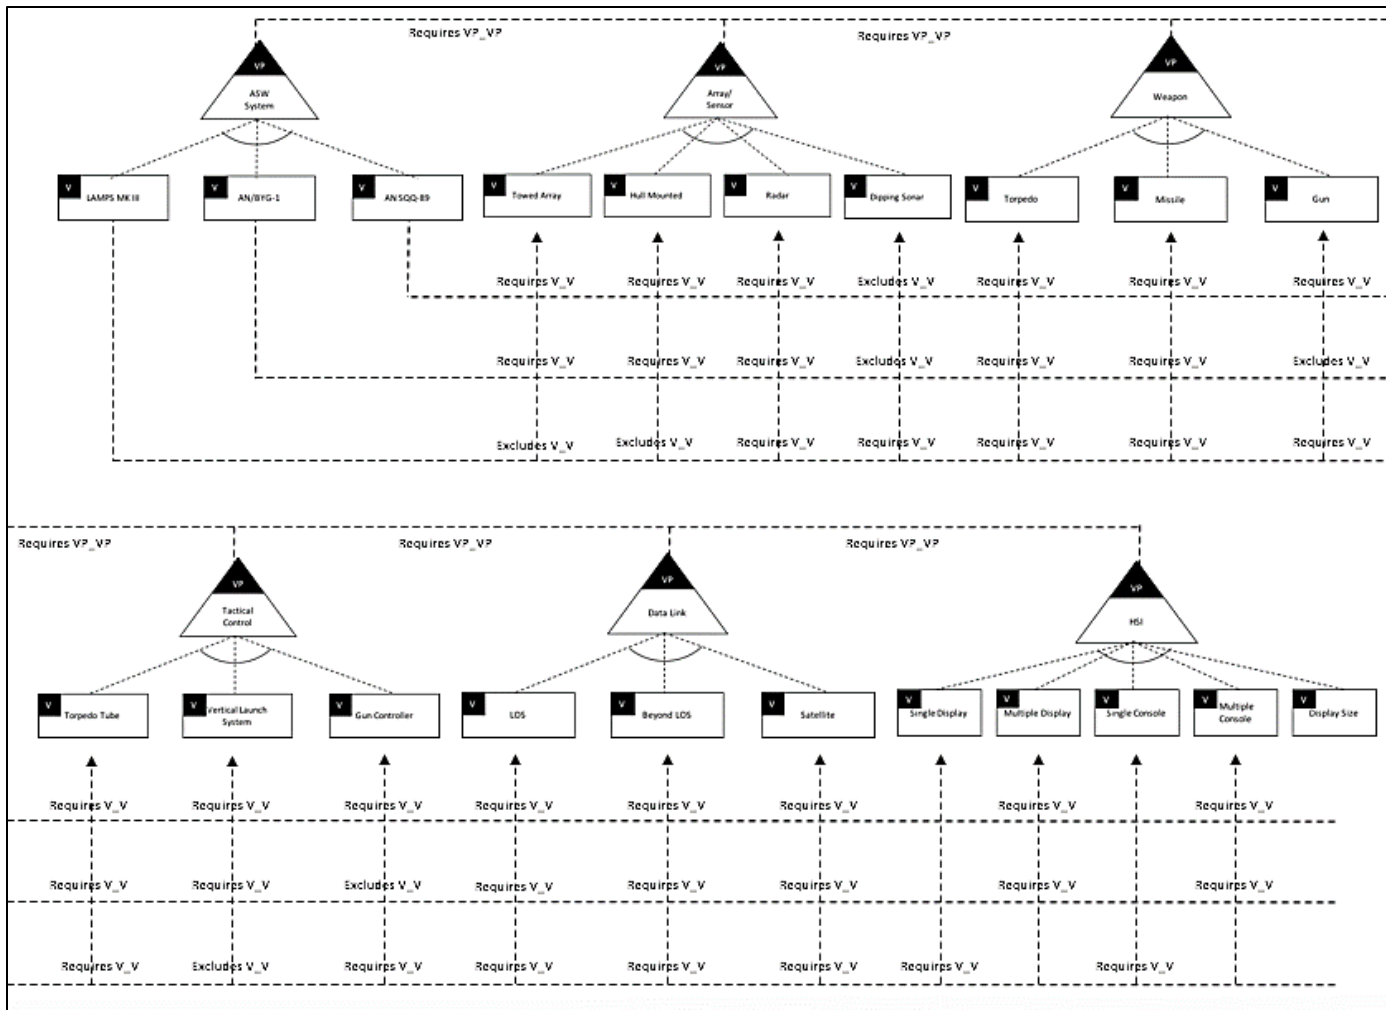 Requires VP_VP
Requires VP_VP
VP
VP
VP
ASW
System
Array/
Sensor
Weapon
V
LAMPS MK III
V
AN/BYG-1
V
AN SQQ-89
V
Towed Array
V
Hull Mounted
V
Radar
V
Dipping Sonar
V
Torpedo
V
Missile
V
Gun
Requires V_V
Requires V_V
Requires V_V
Excludes V_V
Requires V_V
Requires V_V
Requires V_V
Requires V_V
Requires V_V
Requires V_V
Excludes V_V
Requires V_V
Requires V_V
Excludes V_V
Excludes V_V
Excludes V_V
Requires V_V
Requires V_V
Requires V_V
Requires V_V
Requires V_V
Requires VP_VP
Requires VP_VP
Requires VP_VP
VP
VP
VP
Tactical
Control
Data Link
HSI
V
Torpedo Tube
V
Vertical Launch
System
V
Gun Controller
V
LOS
V
Beyond LOS
V
Satellite
V
Single Display
V
Multiple Display
V
Single Console
V
Multiple
Console
V
Display Size
Requires V_V
Requires V_V
Requires V_V
Requires V_V
Requires V_V
Requires V_V
Requires V_V
Requires V_V
Requires V_V
Requires V_V
Excludes V_V
Requires V_V
Requires V_V
Requires V_V
Requires V_V
Requires V_V
Requires V_V
Excludes V_V
Requires V_V
Requires V_V
Requires V_V
Requires V_V
Requires V_V
Requires V_V